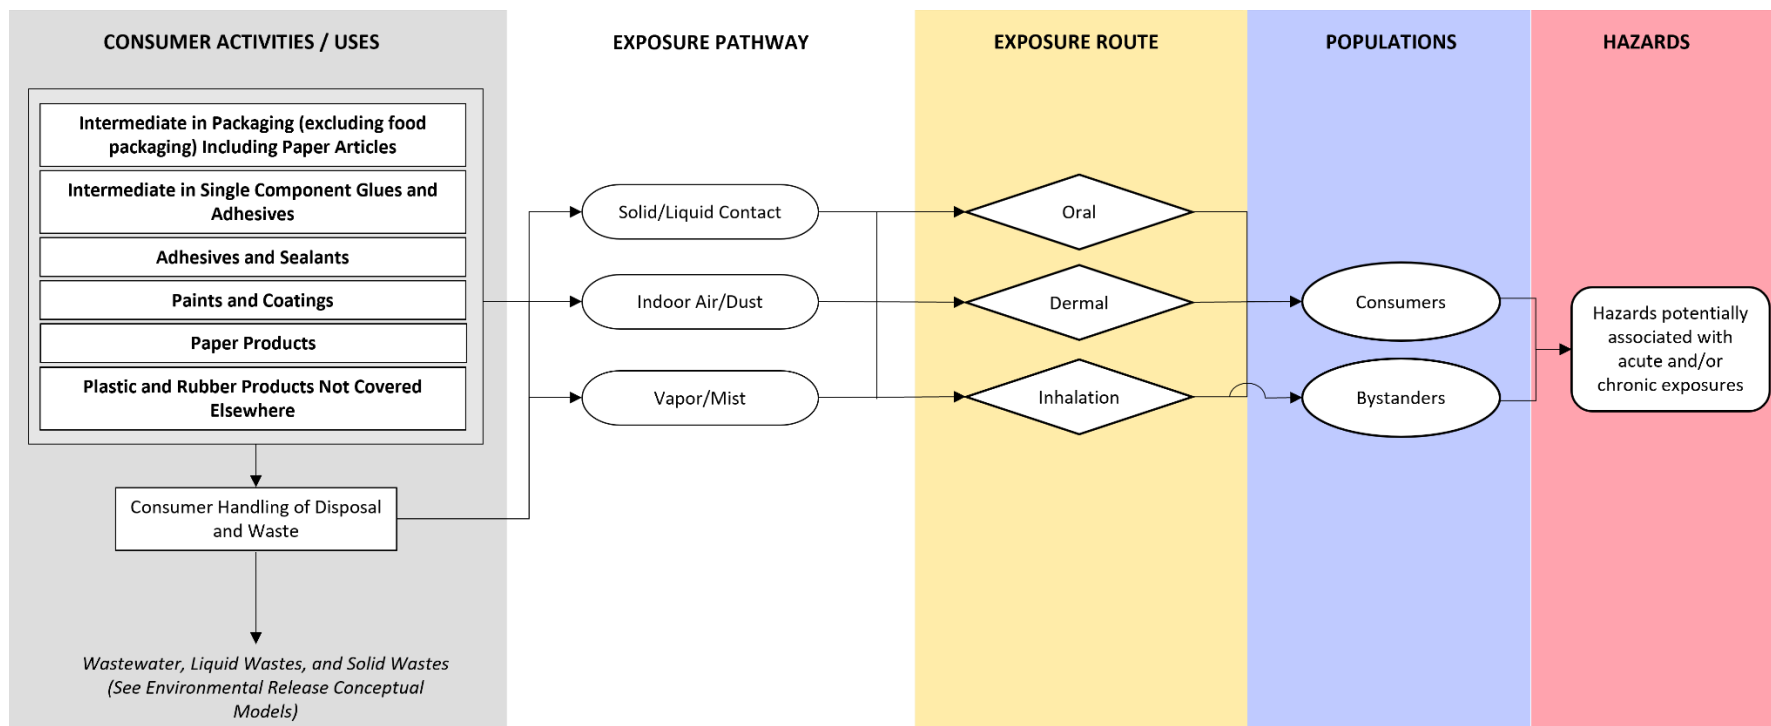 CONSUMER ACTIVITIES / USES
EXPOSURE PATHWAY
EXPOSURE ROUTE
POPULATIONS
HAZARDS
Intermediate in Packaging (excluding food
packaging) Including Paper Articles
Intermediate in Single Component Glues and
Adhesives
Adhesives and Sealants
Paints and Coatings
Paper Products
Plastic and Rubber Products Not Covered
Elsewhere
Consumer Handling of Disposal
and Waste
Wastewater, Liquid Wastes, and Solid Wastes
(See Environmental Release Conceptual
Models)
Solid/Liquid Contact
Indoor Air/Dust
Vapor/Mist
Oral
Dermal
Inhalation
Consumers
Bystanders
Hazards potentially
associated with
acute and/or
chronic exposures